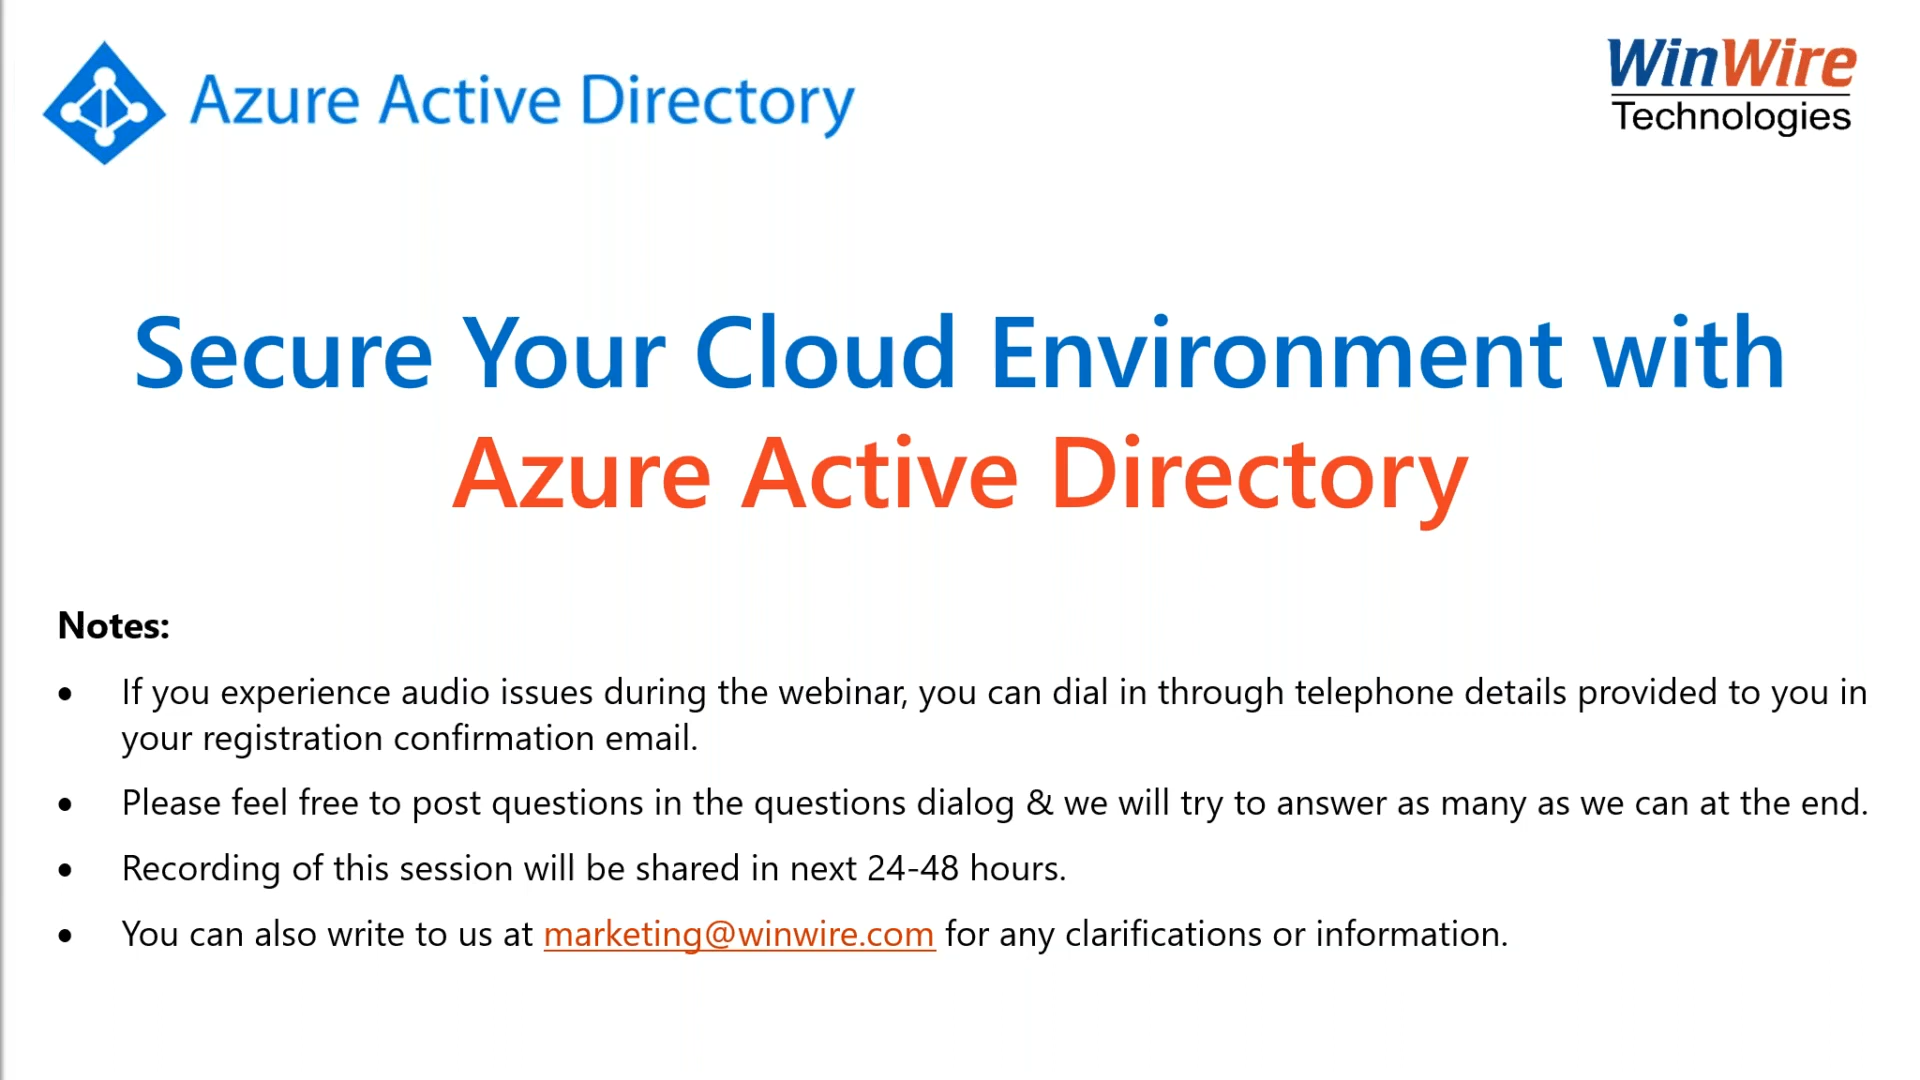 Azure Active Directory
WinWire
Technologies
Secure Your Cloud Environment with
Azure Active Directory
Notes:
• If you experience audio issues during the webinar, you can dial in through telephone details provided to you in
your registration confirmation email.
• Please feel free to post questions in the questions dialog & we will try to answer as many as we can at the end.
• Recording of this session will be shared in next 24-48 hours.
• You can also write to us at marketing@winwire.com for any clarifications or information.